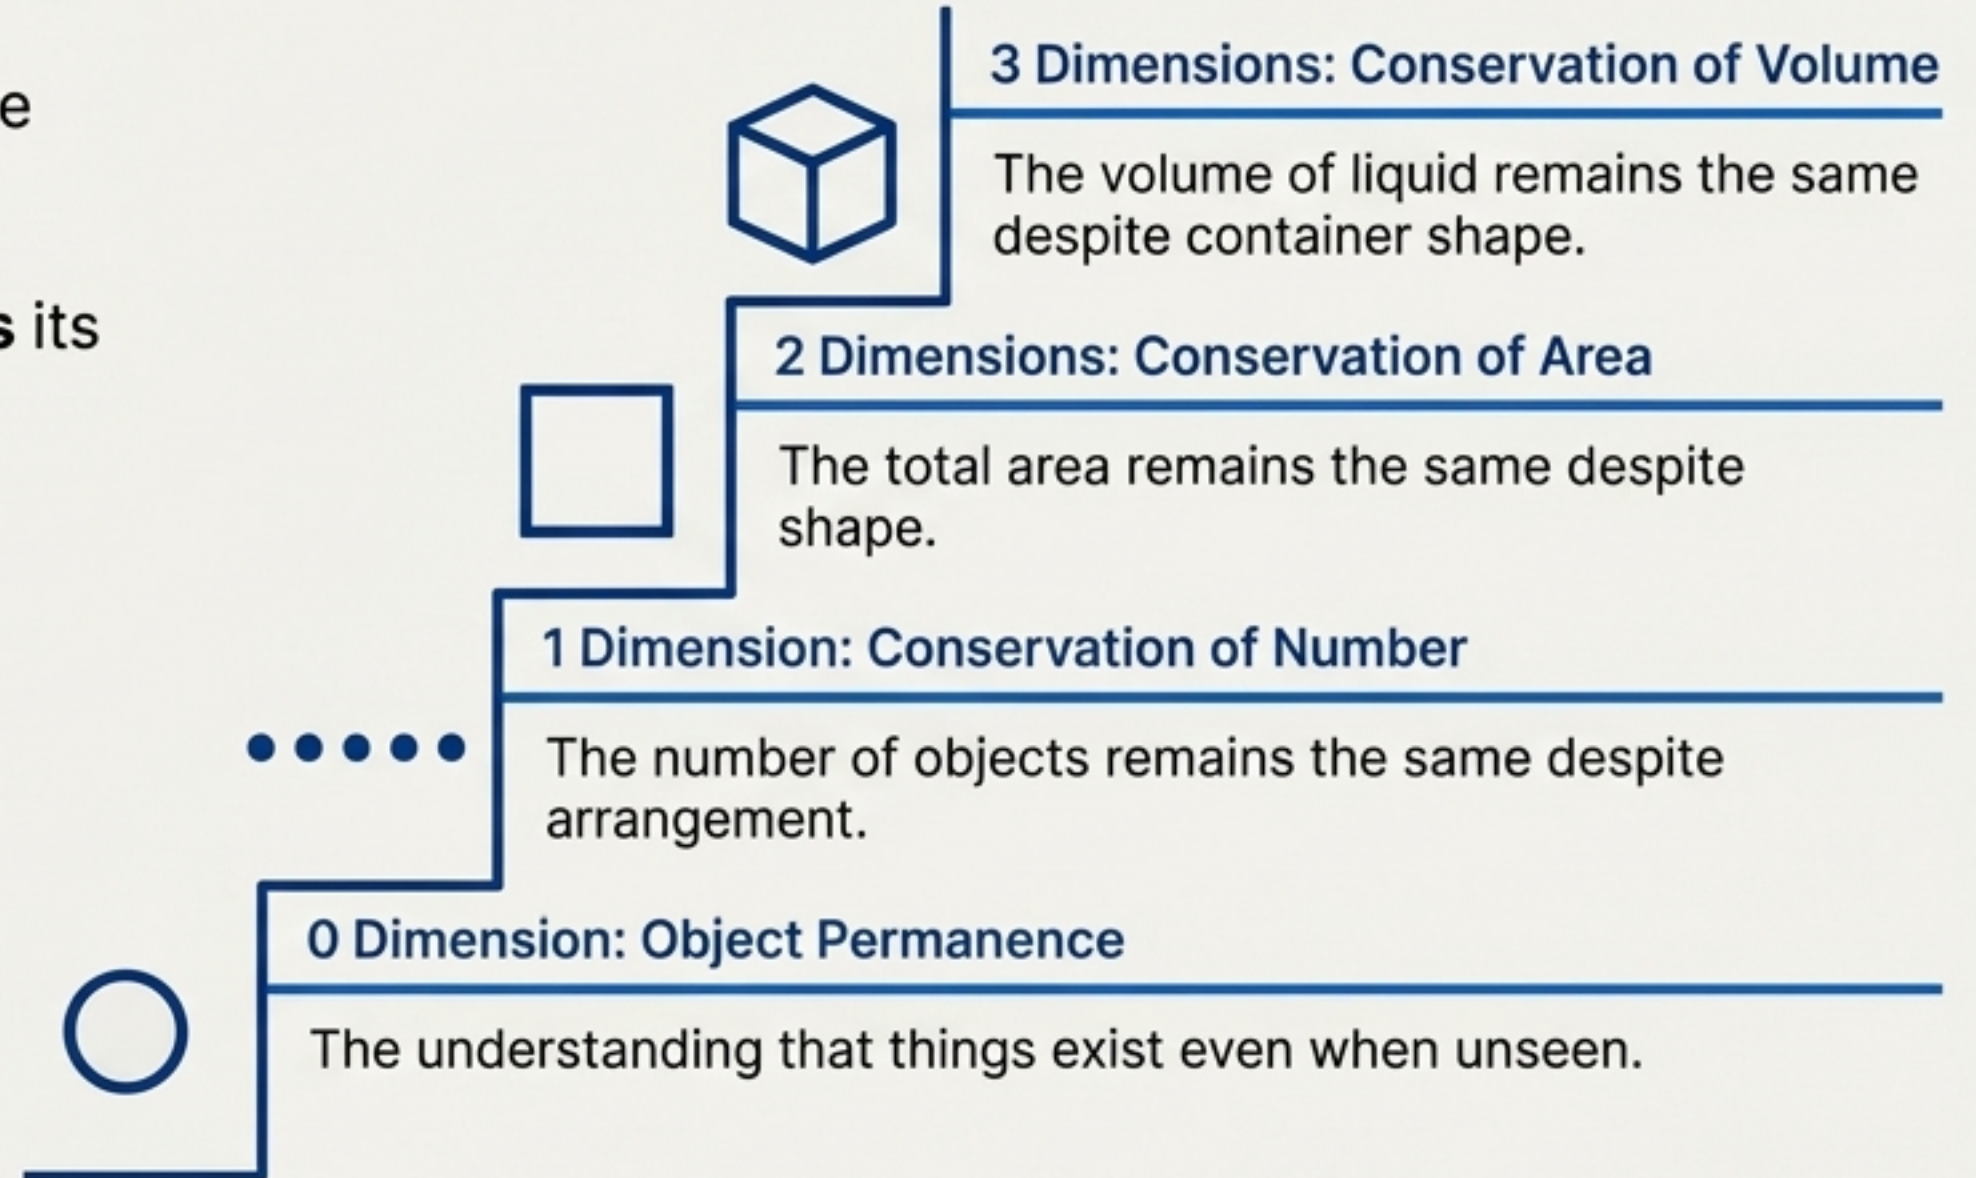 3 Dimensions: Conservation of Volume
e
The volume of liquid remains the same
despite container shape.
s its
2 Dimensions: Conservation of Area
The total area remains the same despite
shape.
1 Dimension: Conservation of Number
The number of objects remains the same despite
arrangement.
0 Dimension: Object Permanence
The understanding that things exist even when unseen.